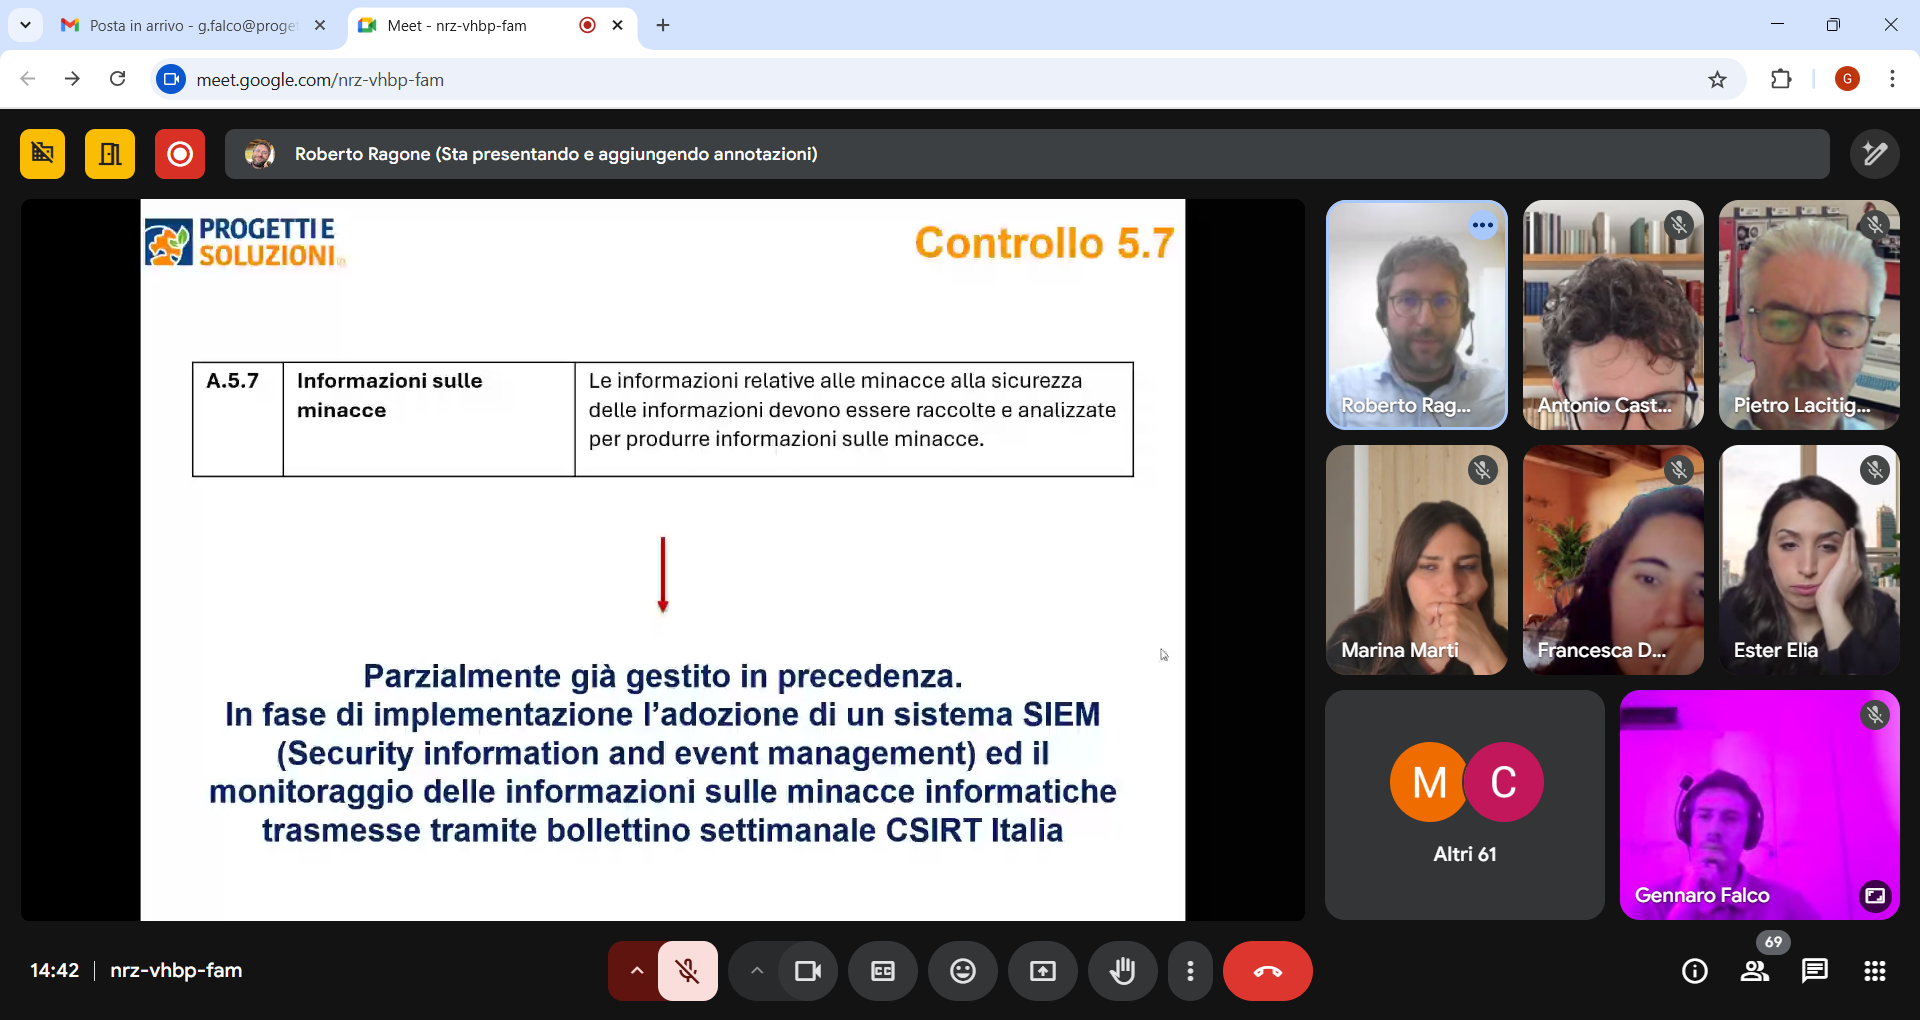 Posta in arrivo - g.falco@proge
Meet - nrz-vhbp-fam
meet.google.com/nrz-vhbp-fam
G
Roberto Ragone (Sta presentando e aggiungendo annotazioni)
PROGETTI E
SOLUZIONI
Controllo 5.7
A.5.7
Informazioni sulle
minacce
Le informazioni relative alle minacce alla sicurezza
delle informazioni devono essere raccolte e analizzate
per produrre informazioni sulle minacce.
Parzialmente già gestito in precedenza.
In fase di implementazione l’adozione di un sistema SIEM
(Security information and event management) ed il
monitoraggio delle informazioni sulle minacce informatiche
trasmesse tramite bollettino settimanale CSIRT Italia
Roberto Rag...
Antonio Cast...
Pietro Lacitig...
Marina Marti
Francesca D...
Ester Elia
M
C
Altri 61
Gennaro Falco
14:42
nrz-vhbp-fam
CC
69